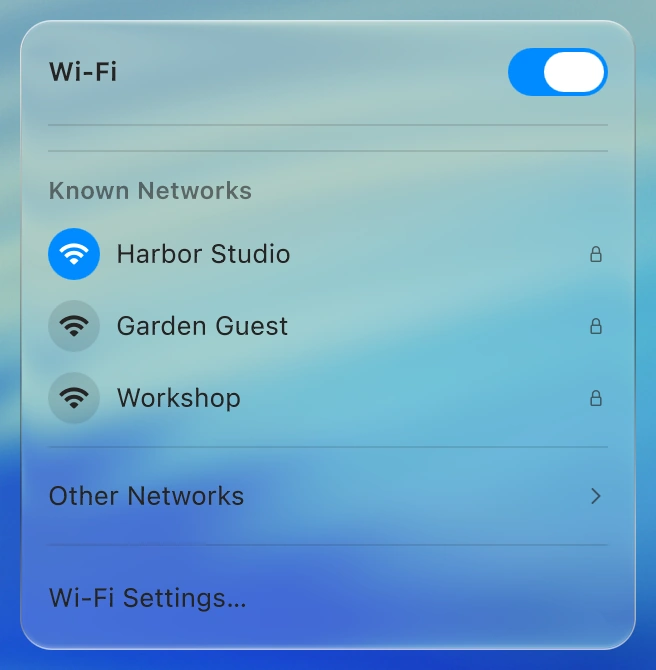 Wi-Fi
Known Networks
Harbor Studio
Garden Guest
Workshop
Other Networks
Wi-Fi Settings...